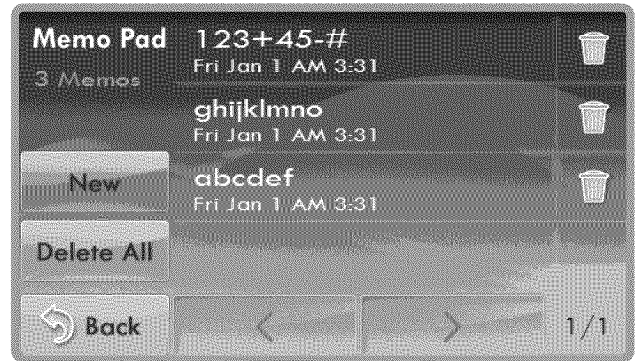 Memo Pad
3 Memos
123+45-#
Fri Jan 1 AM 3:31
ghijklmno
Fri Jan 1 AM 3:31
abcdef
Fri Jan 1 AM 3:31
New
Delete All
Back
<
>
1/1